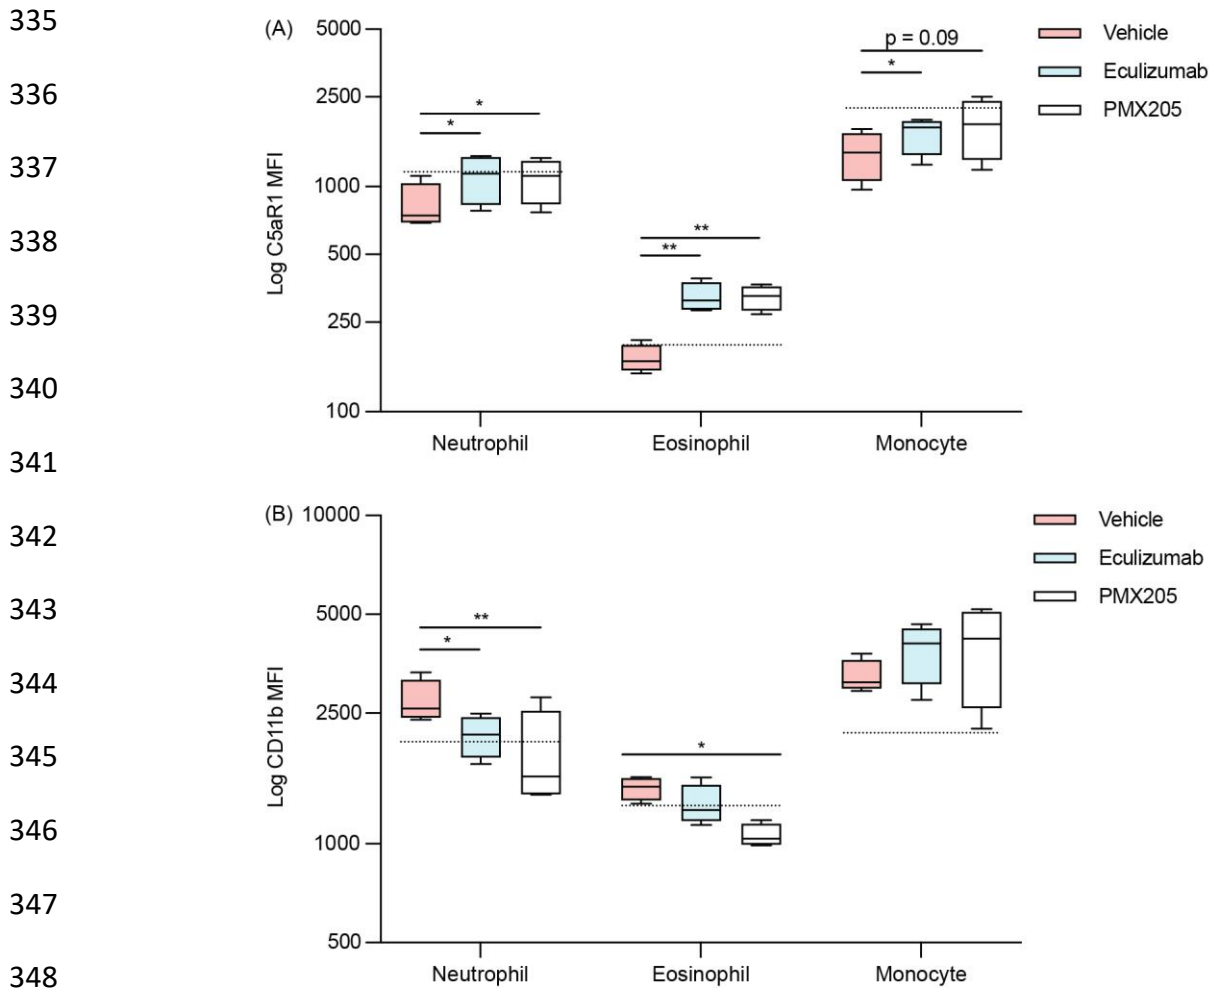 335
336
337
338
339
340
341
342
343
344
345
346
347
348
(A)
5000
2500
1000
500
250
100
Log C5aR1 MFI
*
*
**
**
p = 0.09
*
Neutrophil
Eosinophil
Monocyte
Vehicle
Eculizumab
PMX205
(B)
10000
5000
2500
1000
500
Log CD11b MFI
**
*
*
Neutrophil
Eosinophil
Monocyte
Vehicle
Eculizumab
PMX205